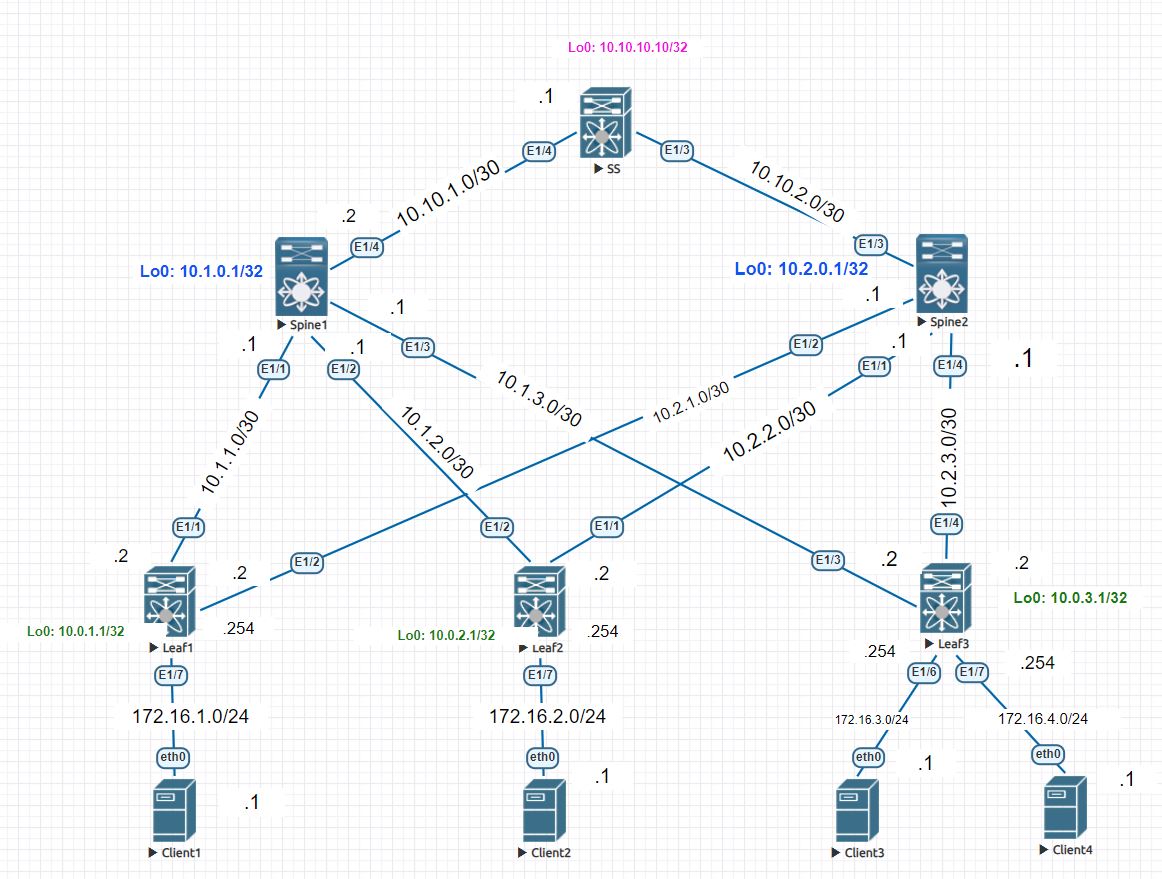 Lo0: 10.10.10.10/32
.1
SS
E1/4
E1/3
10.10.1.0/30
10.10.2.0/30
.2
E1/4
E1/3
Lo0: 10.1.0.1/32
Lo0: 10.2.0.1/32
Spine1
Spine2
.1
.1
.1
.1
.1
.1
E1/1
E1/2
E1/3
E1/2
E1/1
E1/4
10.1.1.0/30
10.1.2.0/30
10.1.3.0/30
10.2.1.0/30
10.2.2.0/30
10.2.3.0/30
E1/1
E1/2
E1/2
E1/1
E1/3
E1/4
.2
.2
.2
.2
.2
Lo0: 10.0.1.1/32
Leaf1
.254
Lo0: 10.0.2.1/32
Leaf2
.254
Lo0: 10.0.3.1/32
Leaf3
.254
.254
E1/7
E1/7
E1/6
E1/7
172.16.1.0/24
172.16.2.0/24
172.16.3.0/24
172.16.4.0/24
eth0
eth0
eth0
eth0
.1
.1
.1
.1
Client1
Client2
Client3
Client4